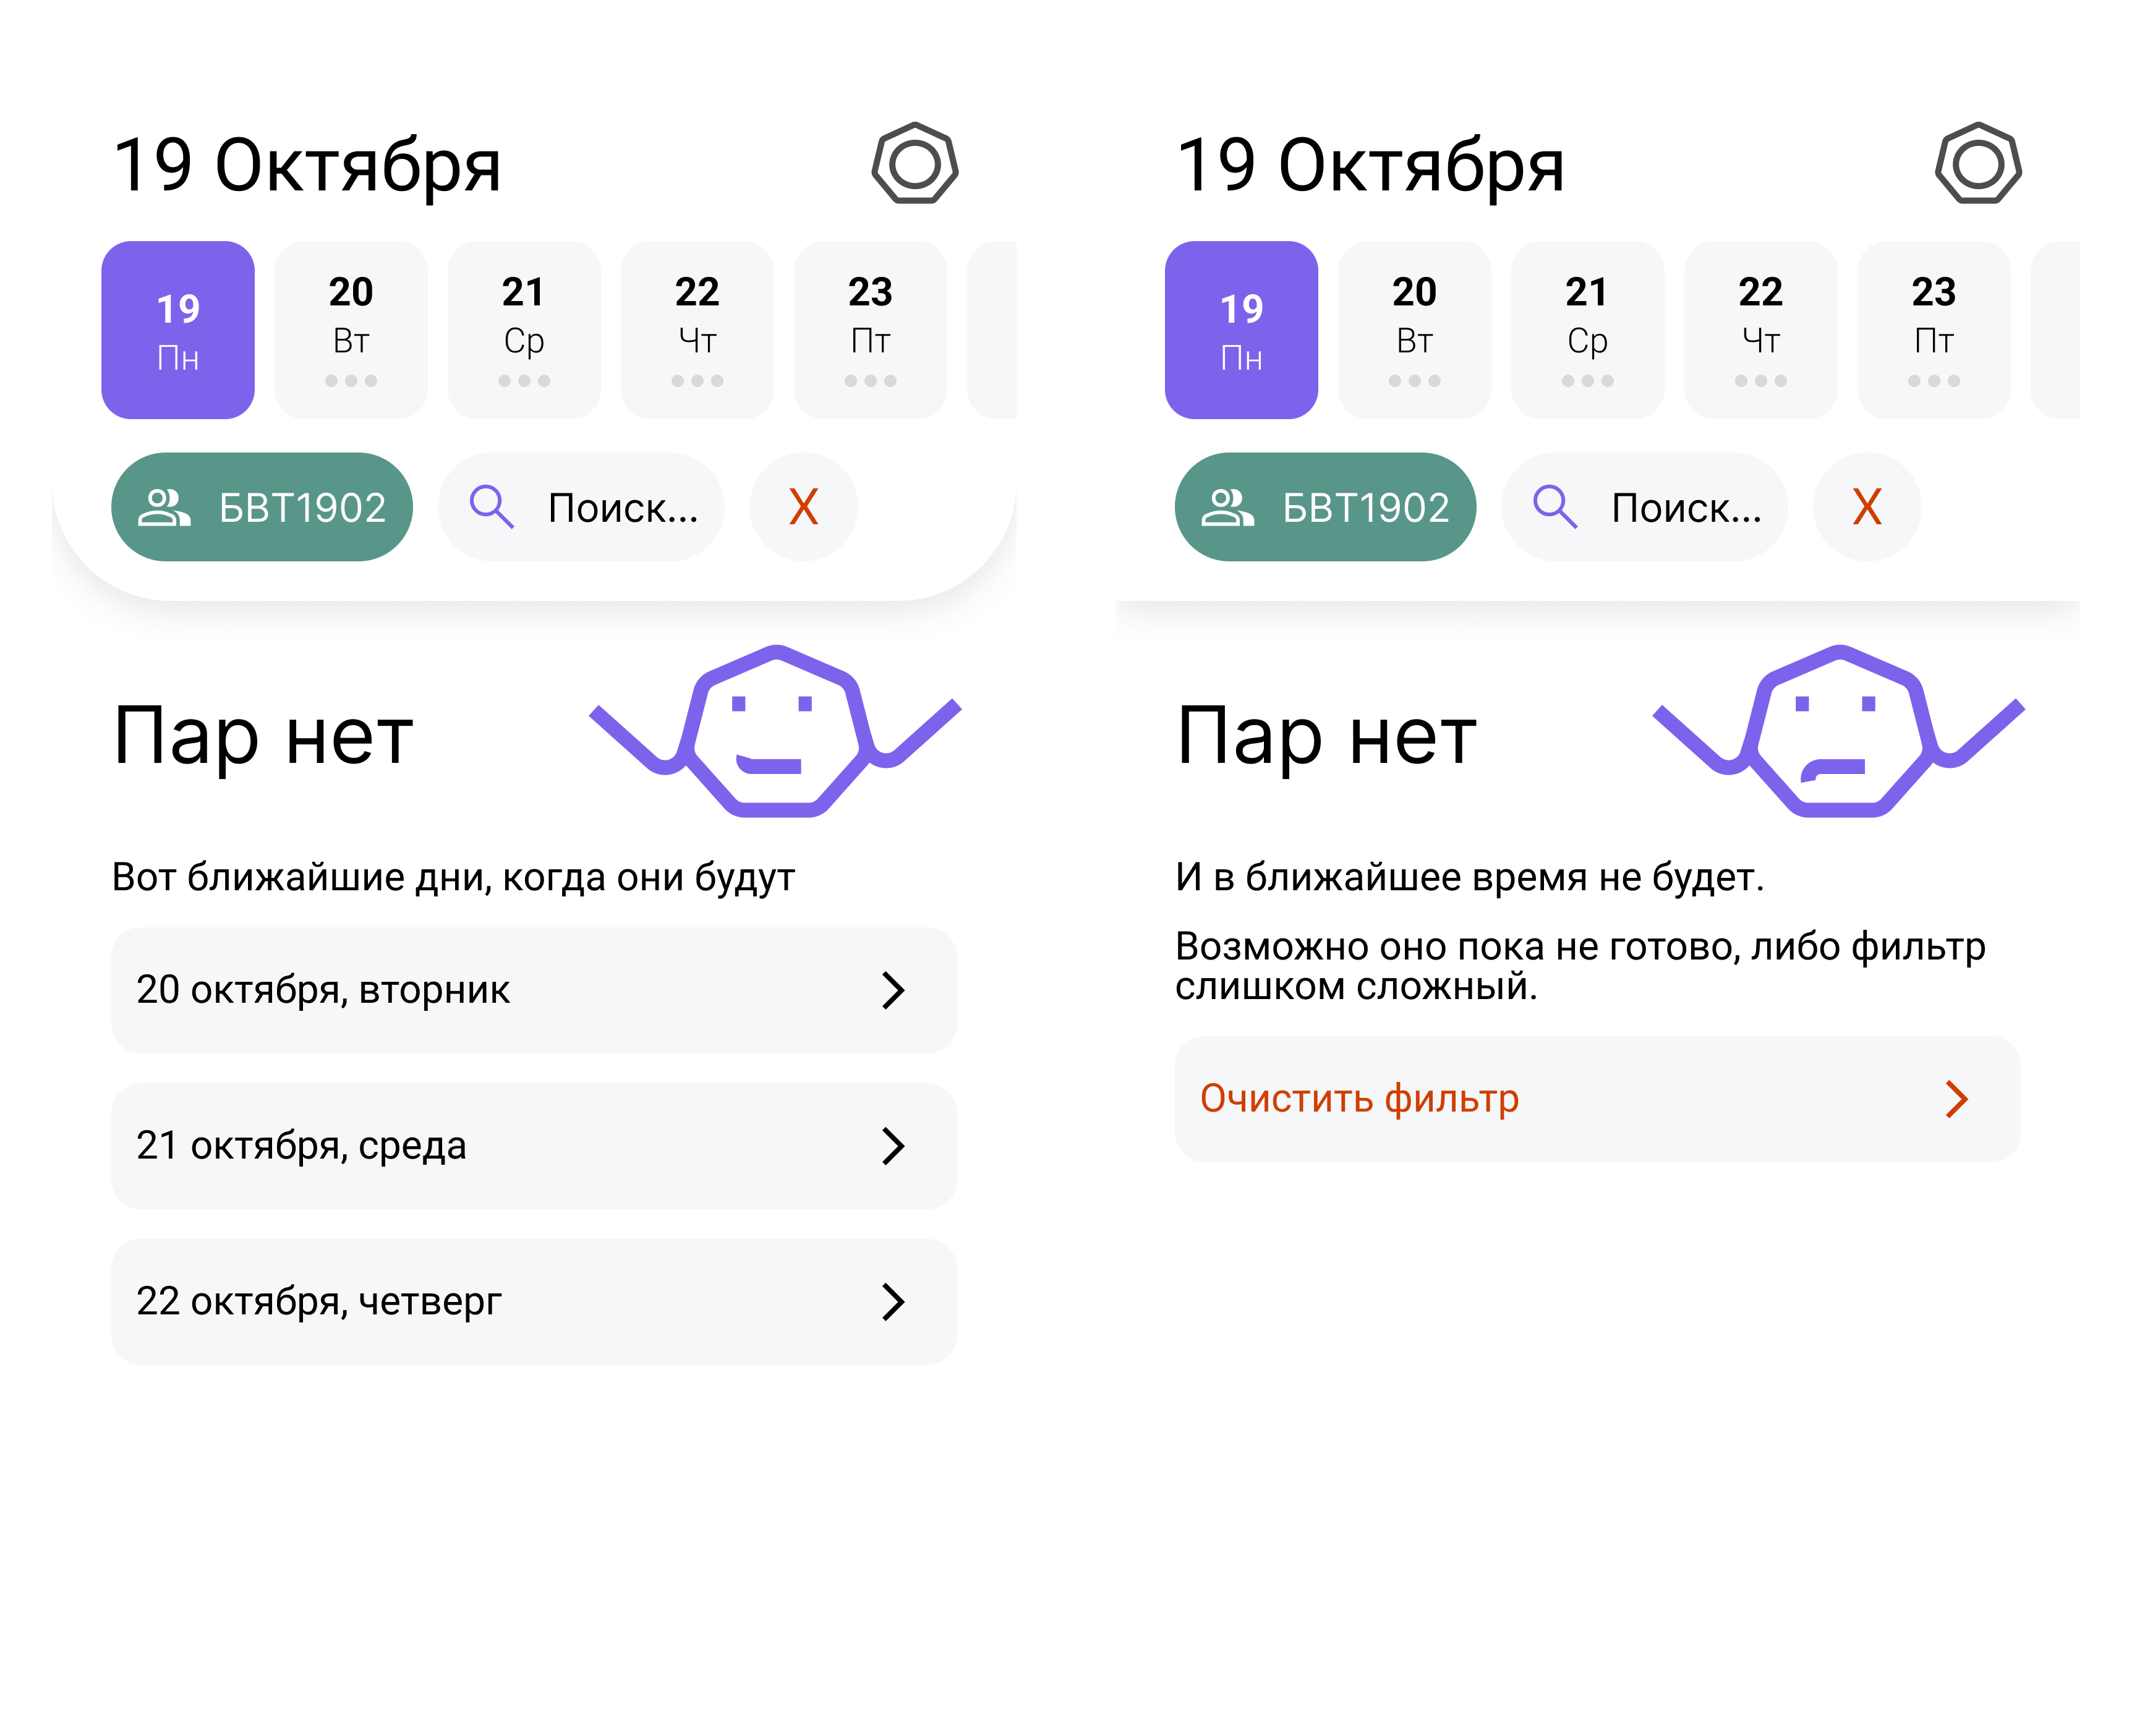 19 Октября
19
Пн
20
Вт
21
Ср
22
Чт
23
Пт
БВТ1902
Поиск...
X
Пар нет
Вот ближайшие дни, когда они будут
20 октября, вторник
21 октября, среда
22 октября, четверг
19 Октября
19
Пн
20
Вт
21
Ср
22
Чт
23
Пт
БВТ1902
Поиск...
X
Пар нет
И в ближайшее время не будет.
Возможно оно пока не готово, либо фильтр
слишком сложный.
Очистить фильтр